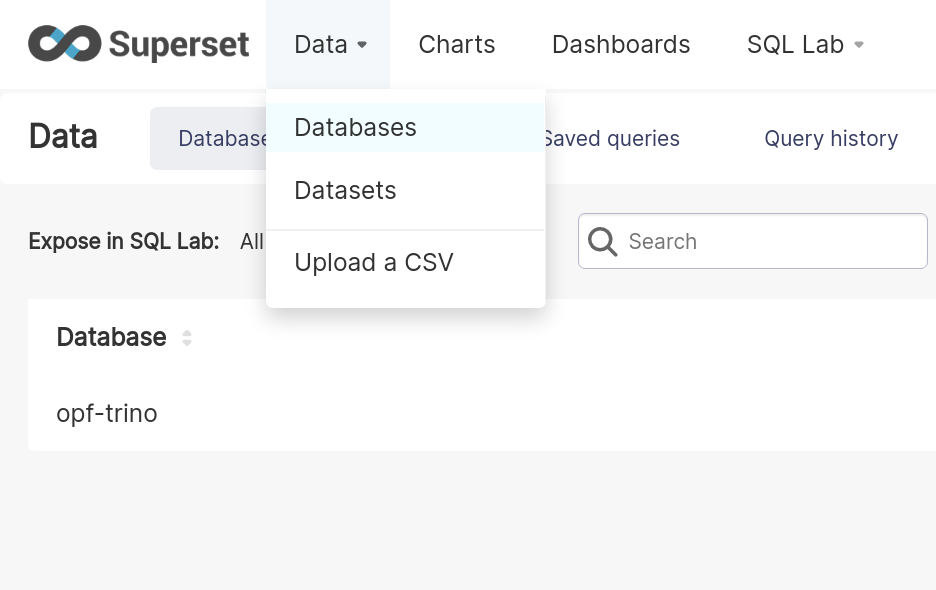 Superset Data Charts Dashboards SQL Lab
Data Database Saved queries Query history
Databases
Datasets
Upload a CSV
Expose in SQL Lab: All Search
Database
opf-trino